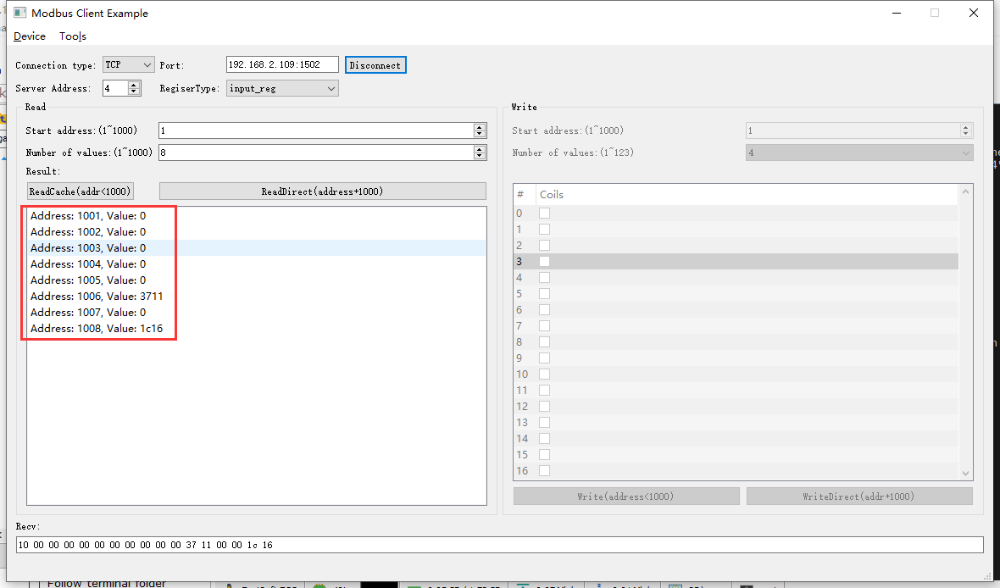 Modbus Client Example
Device Tools
Connection type: TCP Port: 192.168.2.109:1502 Disconnect
Server Address: 4 RegiserType: input_reg
Read
Start address:(1~1000) 1
Number of values:(1~1000) 8
Result:
ReadCache(addr<1000) ReadDirect(address+1000)
Address: 1001, Value: 0
Address: 1002, Value: 0
Address: 1003, Value: 0
Address: 1004, Value: 0
Address: 1005, Value: 0
Address: 1006, Value: 3711
Address: 1007, Value: 0
Address: 1008, Value: 1c16
Write
Start address:(1~1000) 1
Number of values:(1~123) 4
# Coils
0
1
2
3
4
5
6
7
8
9
10
11
12
13
14
15
16
Write(address<1000) WriteDirect(addr+1000)
Recv:
10 00 00 00 00 00 00 00 00 00 00 37 11 00 00 1c 16
Follow terminal folder